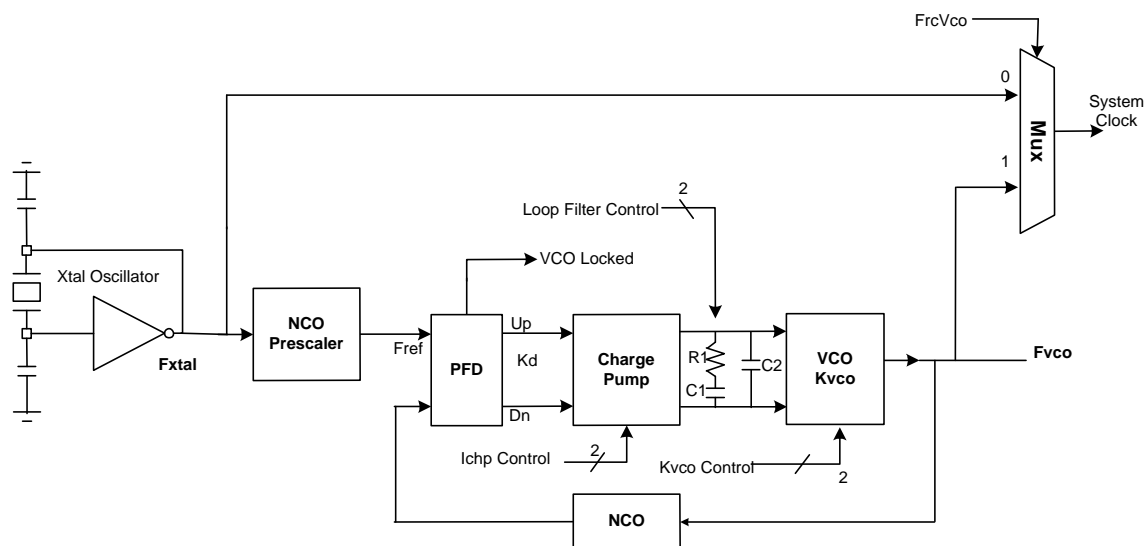 FrcVco
0
System
Clock
Mux
1
2
Loop Filter Control
VCO Locked
Xtal Oscillator
NCO
Prescaler
Fxtal
Fref
PFD
Up
Kd
Dn
Charge
Pump
R1
C1
C2
VCO
Kvco
Fvco
Ichp Control
2
Kvco Control
2
NCO